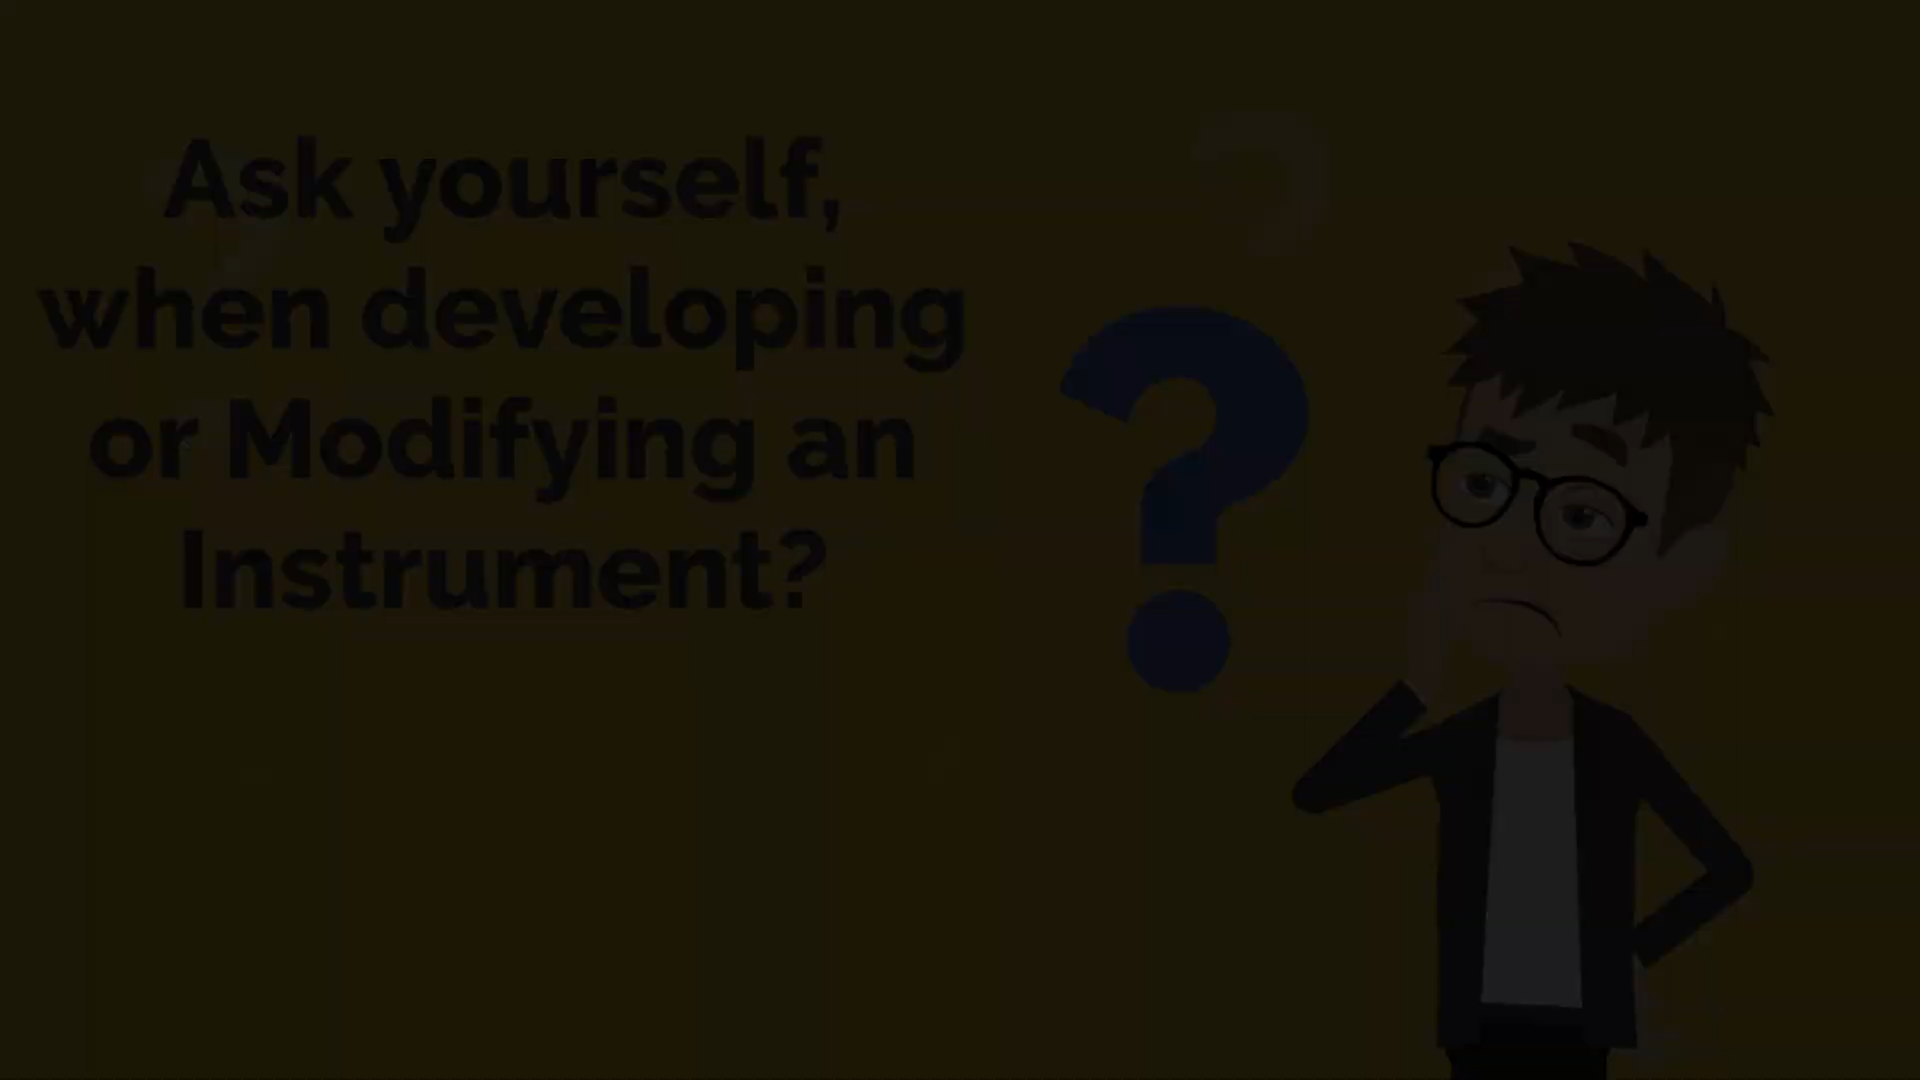 Ask yourself,
when developing
or Modifying an
Instrument?
?